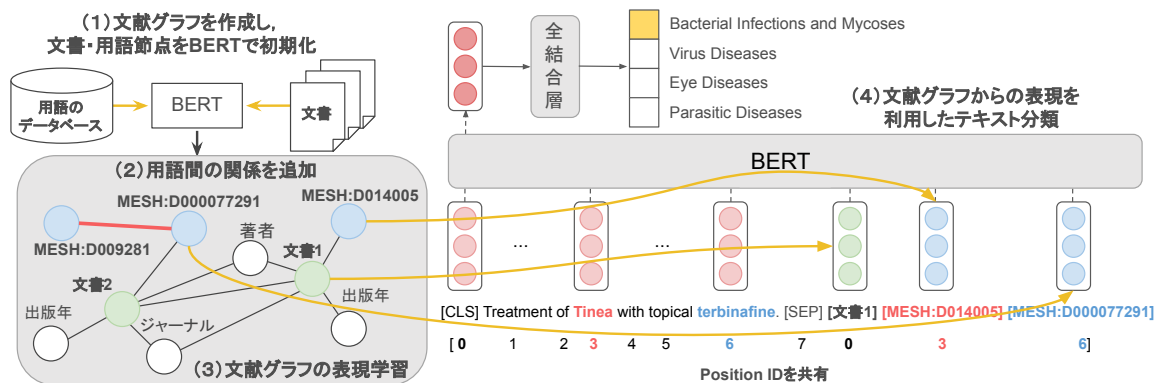 （1）文献グラフを作成し，
文書・用語節点をBERTで初期化
用語の
データベース
BERT
文書
（2）用語間の関係を追加
MESH:D000077291
MESH:D014005
MESH:D009281
著者
文書1
文書2
出版年
出版年
ジャーナル
（3）文献グラフの表現学習
全
結
合
層
Bacterial Infections and Mycoses
Virus Diseases
Eye Diseases
Parasitic Diseases
（4）文献グラフからの表現を
利用したテキスト分類
BERT
... ...
[CLS] Treatment of Tinea with topical terbinafine. [SEP] [文書1] [MESH:D014005] [MESH:D000077291]
[ 0 1 2 3 4 5 6 7 0 3 6]
Position IDを共有